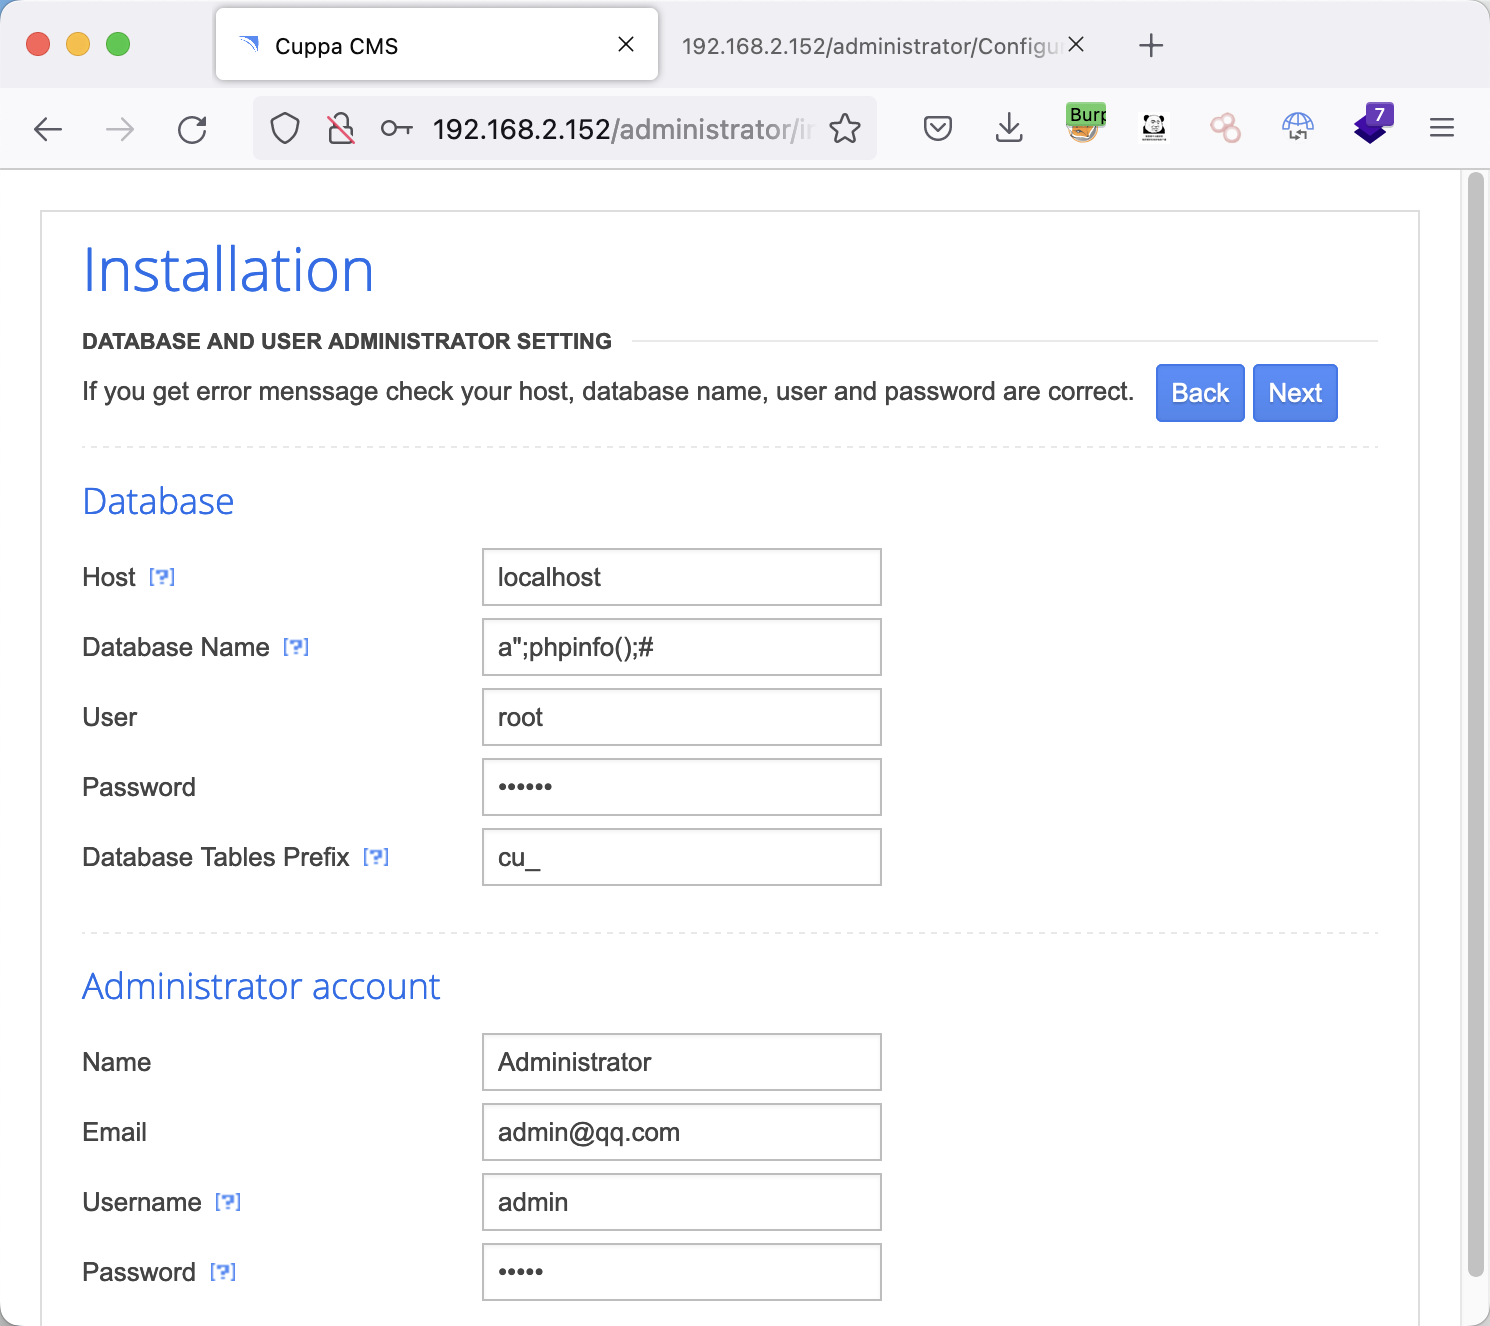 Cuppa CMS
192.168.2.152/administrator/Configu
192.168.2.152/administrator/in
Burp
7
Installation
DATABASE AND USER ADMINISTRATOR SETTING
If you get error menssage check your host, database name, user and password are correct.
Back
Next
Database
Host [?]
localhost
Database Name [?]
a";phpinfo();#
User
root
Password
••••••
Database Tables Prefix [?]
cu_
Administrator account
Name
Administrator
Email
admin@qq.com
Username [?]
admin
Password [?]
•••••